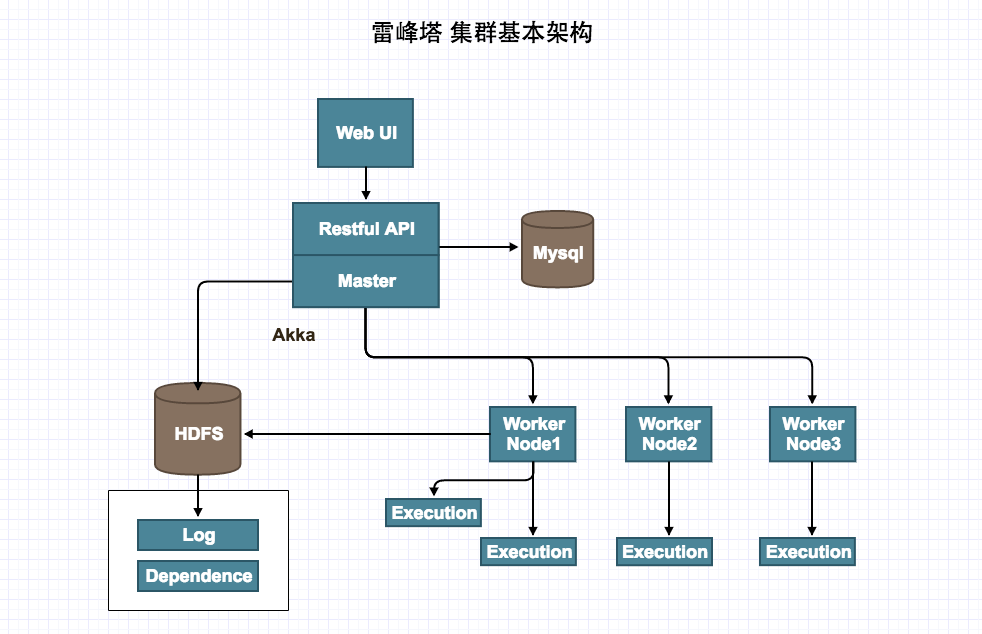 雷峰塔 集群基本架构
Web UI
Restful API
Mysql
Master
Akka
HDFS
Worker
Node1
Worker
Node2
Worker
Node3
Execution
Log
Execution
Execution
Execution
Dependence